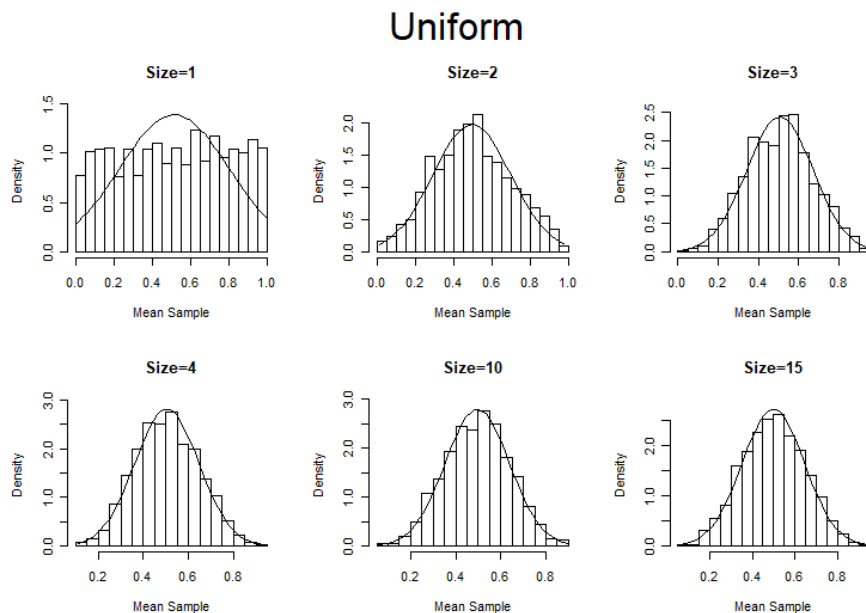 Uniform
Size=1
Size=2
Size=3
Density
0.0 0.5 1.0 1.5
0.0 0.2 0.4 0.6 0.8 1.0
Mean Sample
Density
0.0 0.5 1.0 1.5 2.0
0.0 0.2 0.4 0.6 0.8 1.0
Mean Sample
Density
0.0 0.5 1.0 1.5 2.0 2.5
0.0 0.2 0.4 0.6 0.8
Mean Sample
Size=4
Size=10
Size=15
Density
0.0 1.0 2.0 3.0
0.2 0.4 0.6 0.8
Mean Sample
Density
0.0 1.0 2.0 3.0
0.2 0.4 0.6 0.8
Mean Sample
Density
0.0 1.0 2.0
0.2 0.4 0.6 0.8
Mean Sample